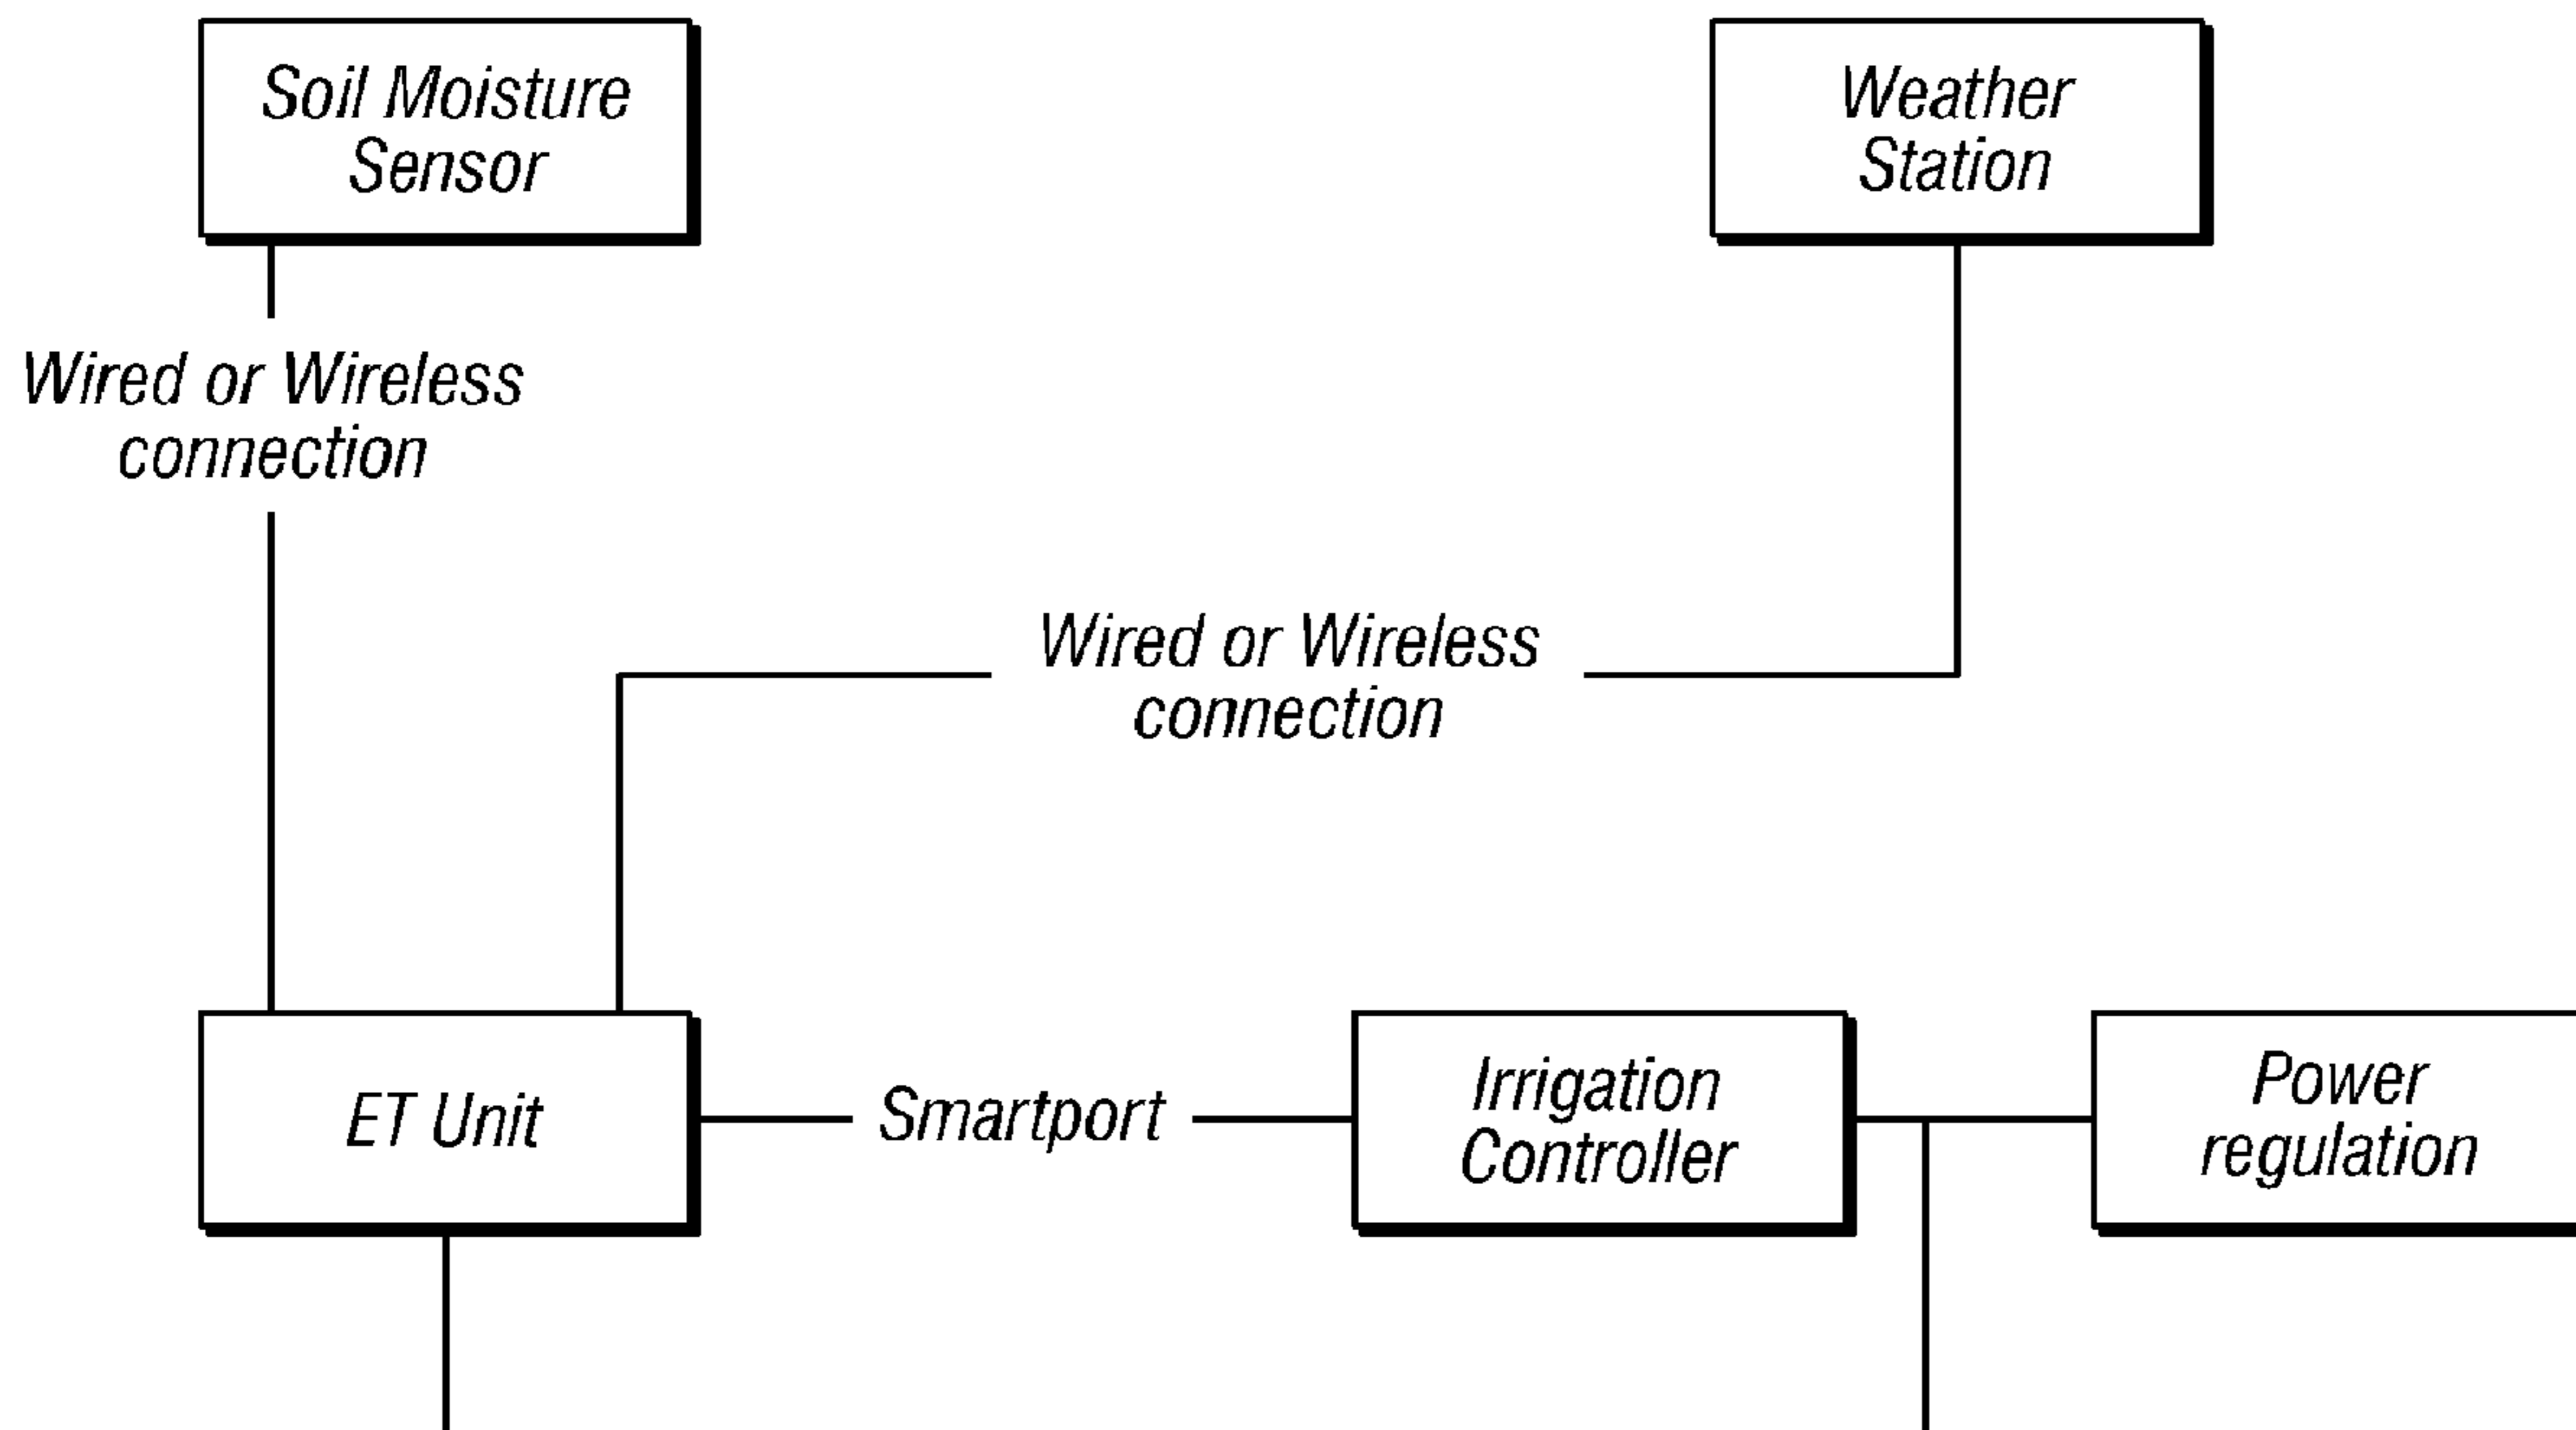 Soil Moisture
Sensor
Weather
Station
Wired or Wireless
connection
Wired or Wireless
connection
ET Unit
Smartport
Irrigation
Controller
Power
regulation